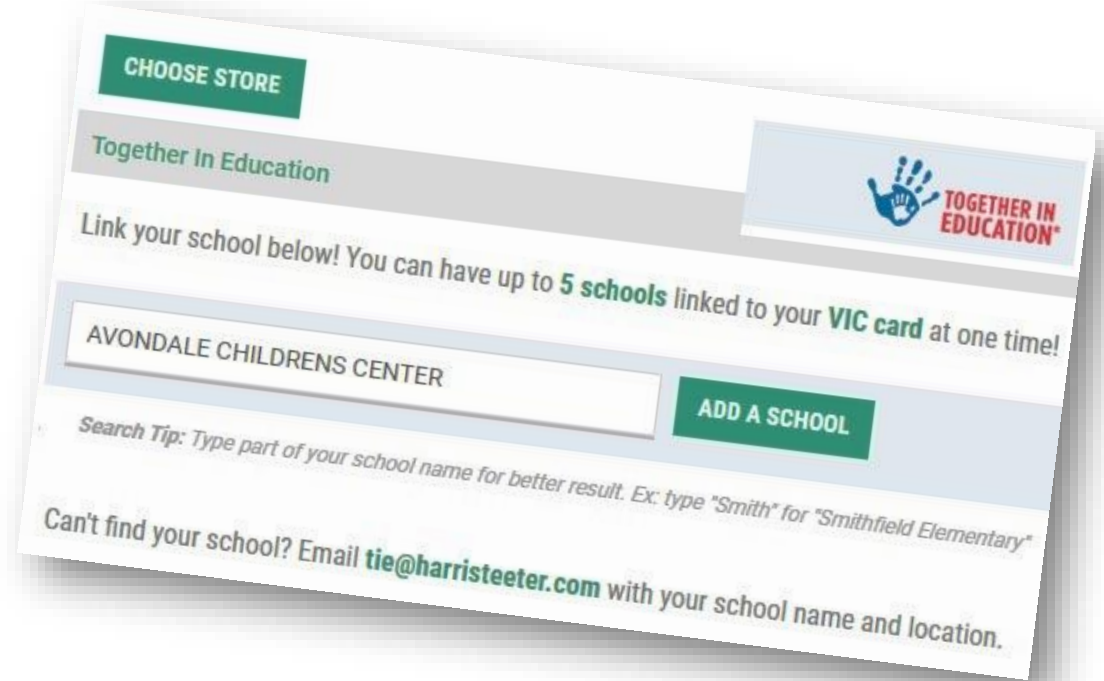 CHOOSE STORE
Together In Education
TOGETHER IN
EDUCATION®
Link your school below! You can have up to 5 schools linked to your VIC card at one time!
AVONDALE CHILDRENS CENTER
ADD A SCHOOL
Search Tip: Type part of your school name for better result. Ex: type "Smith" for "Smithfield Elementary"
Can't find your school? Email tie@harristeeter.com with your school name and location.